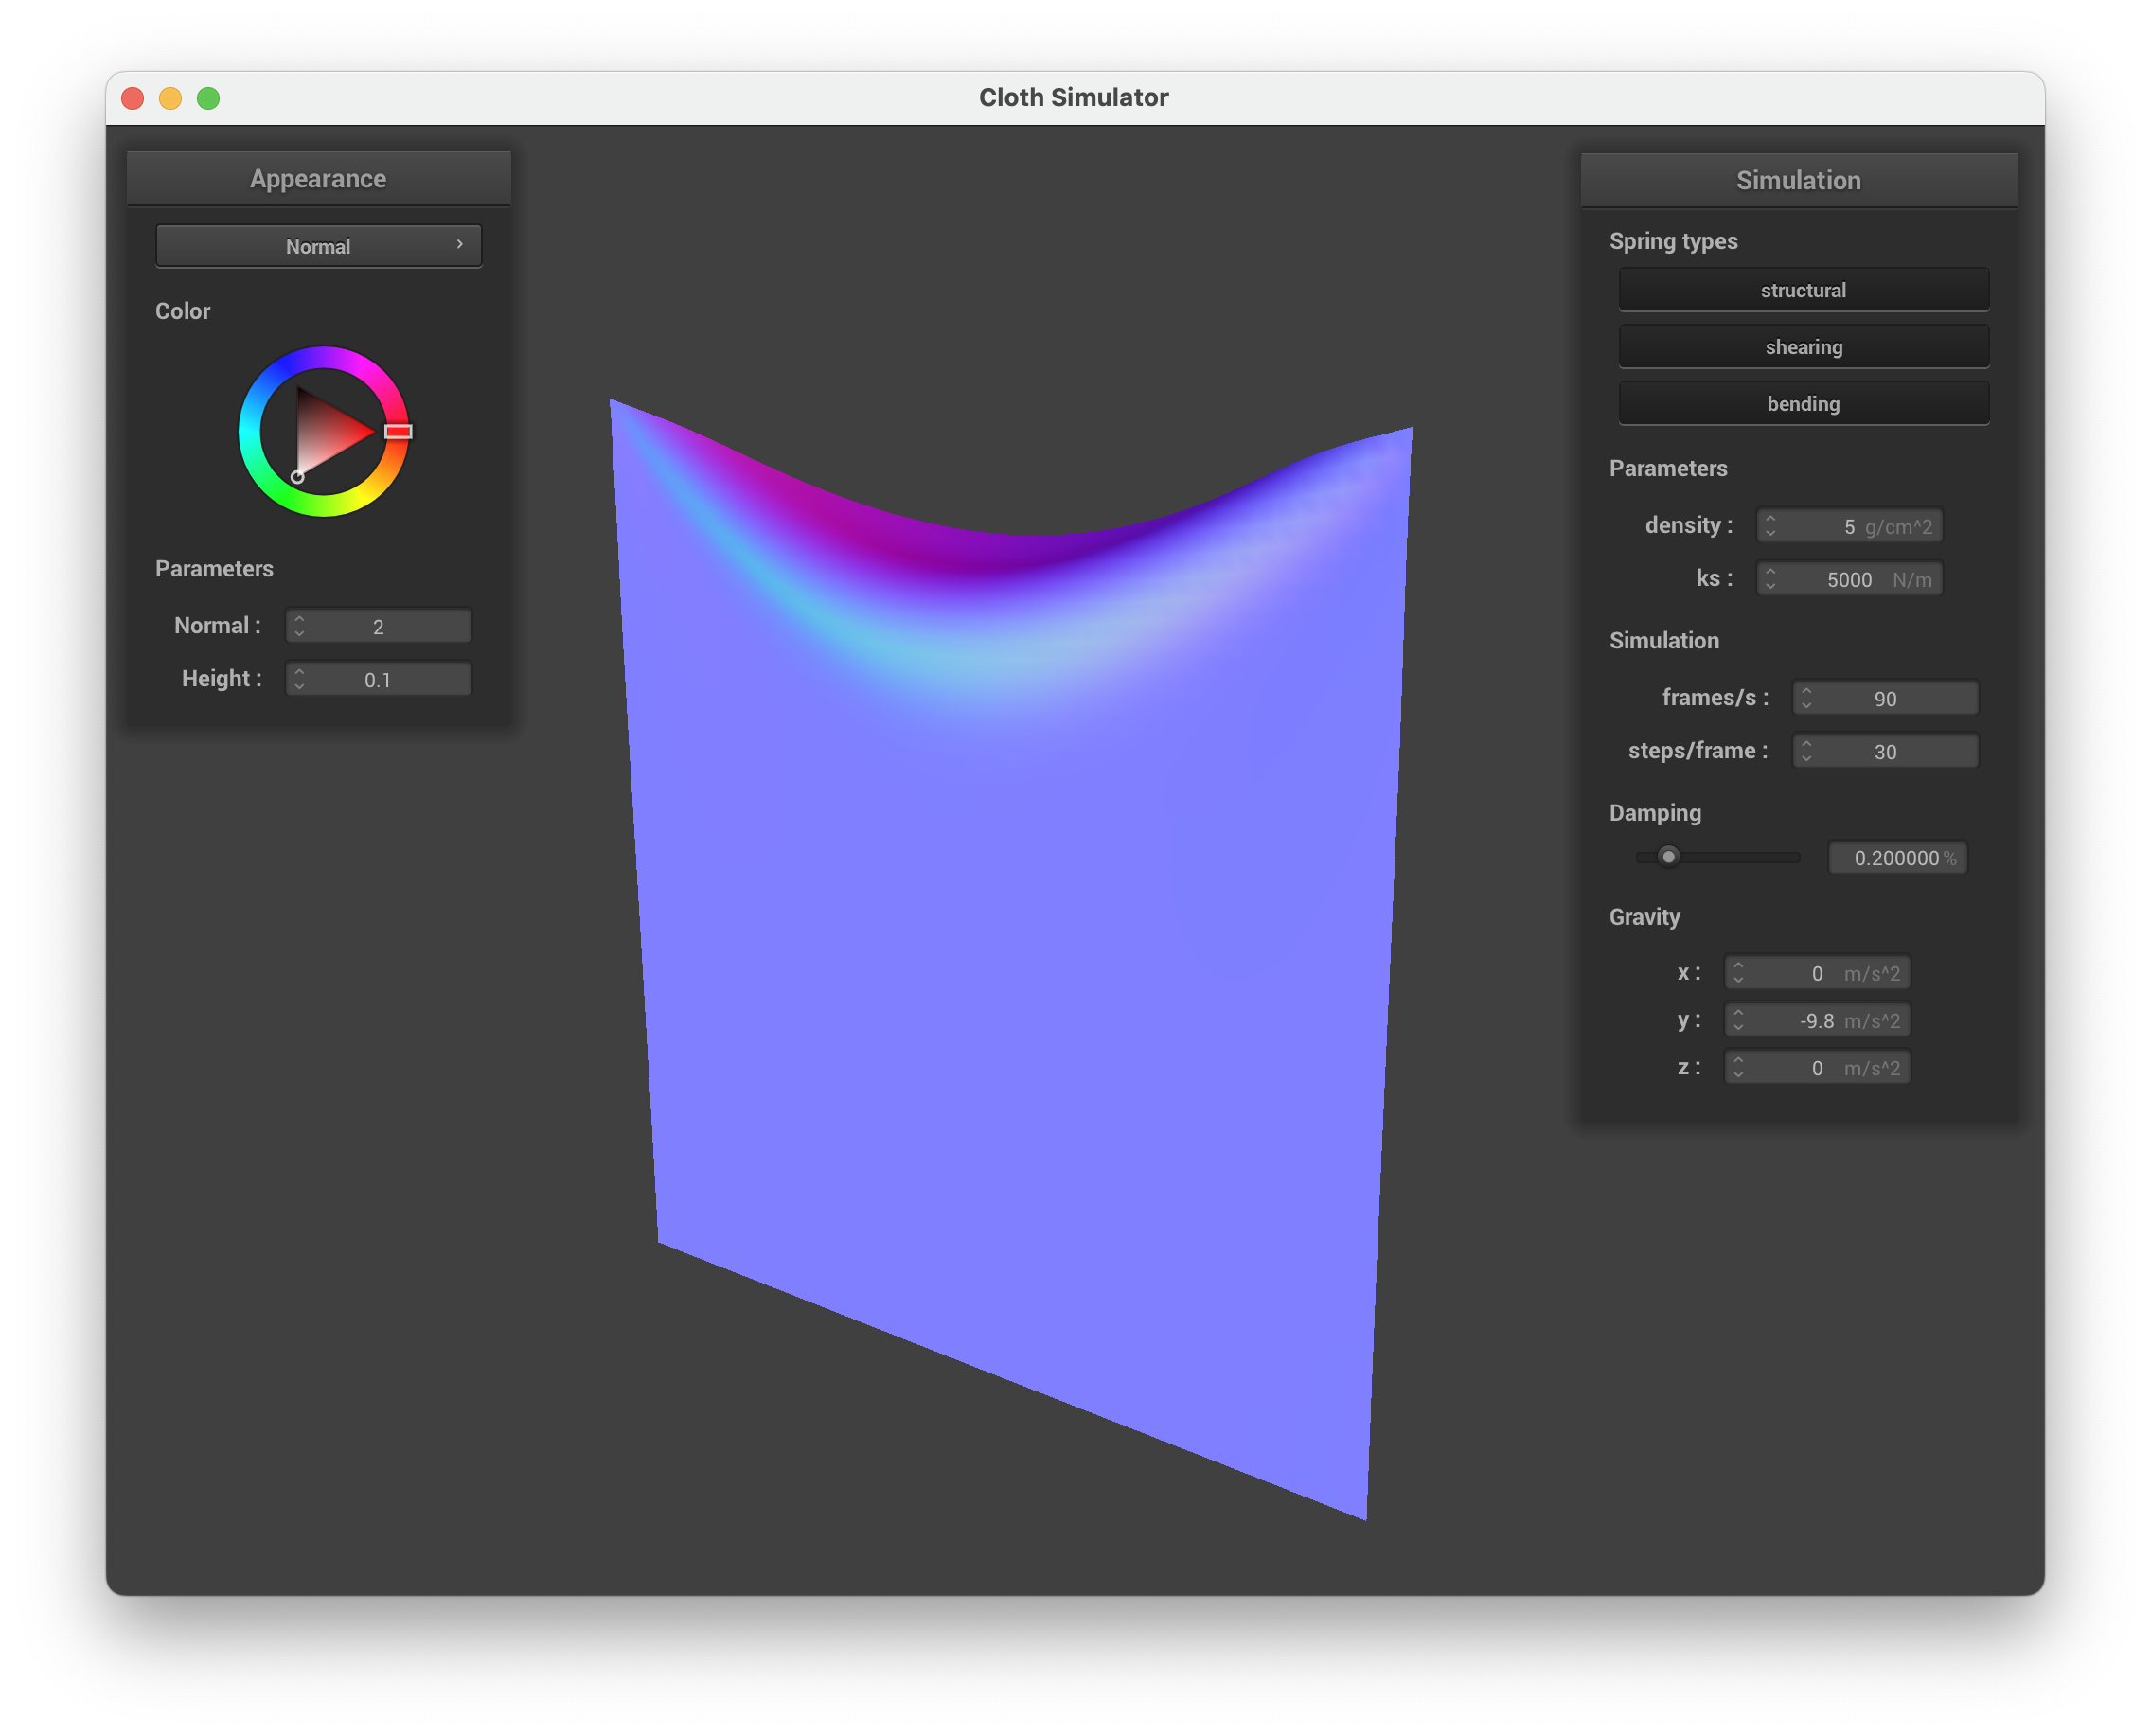 Cloth Simulator
Appearance
Normal
Color
Parameters
Normal : 2
Height : 0.1
Simulation
Spring types
structural
shearing
bending
Parameters
density : 5 g/cm^2
ks : 5000 N/m
Simulation
frames/s : 90
steps/frame : 30
Damping
0.200000 %
Gravity
x : 0 m/s^2
y : -9.8 m/s^2
z : 0 m/s^2